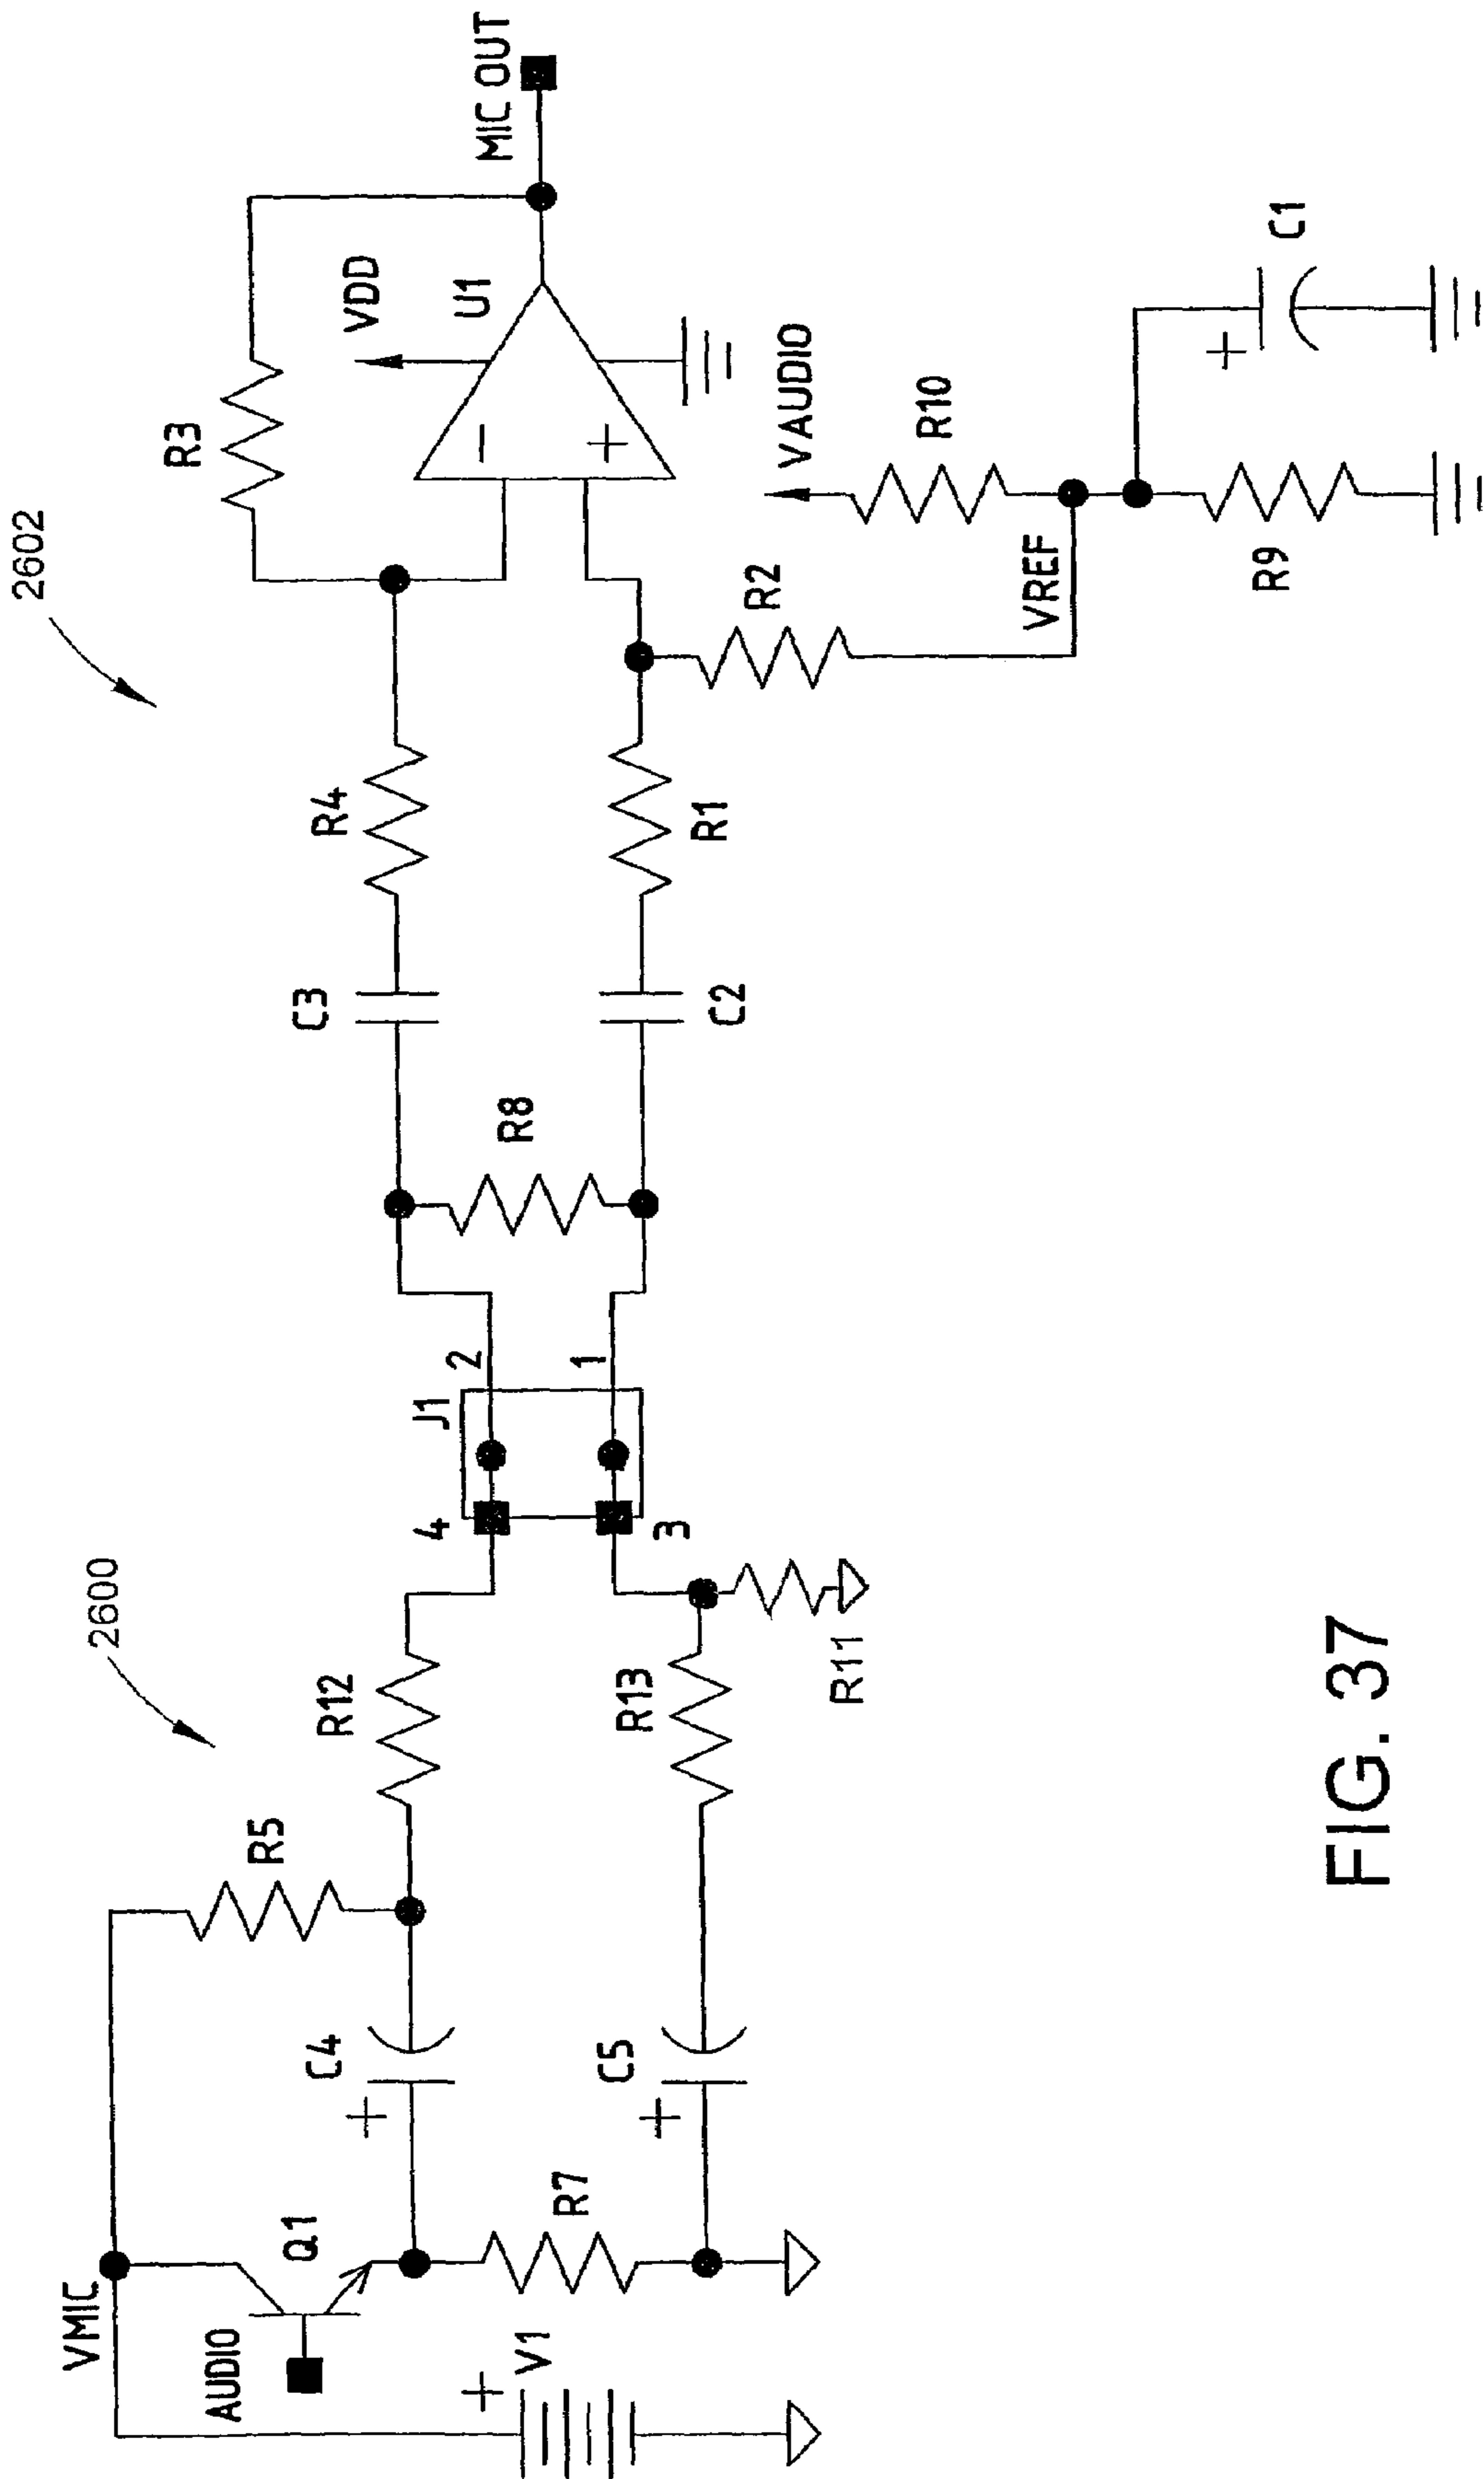 2600
2602
VMIC
AUDIO
Q1
+
V1
R5
C4
+
R7
C5
+
R12
R13
R11
4
3
J1
2
1
R8
C3
C2
R4
R1
R3
VDD
U1
−
+
MIC OUT
R2
VAUDIO
R10
VREF
R9
+
C1
FIG. 37